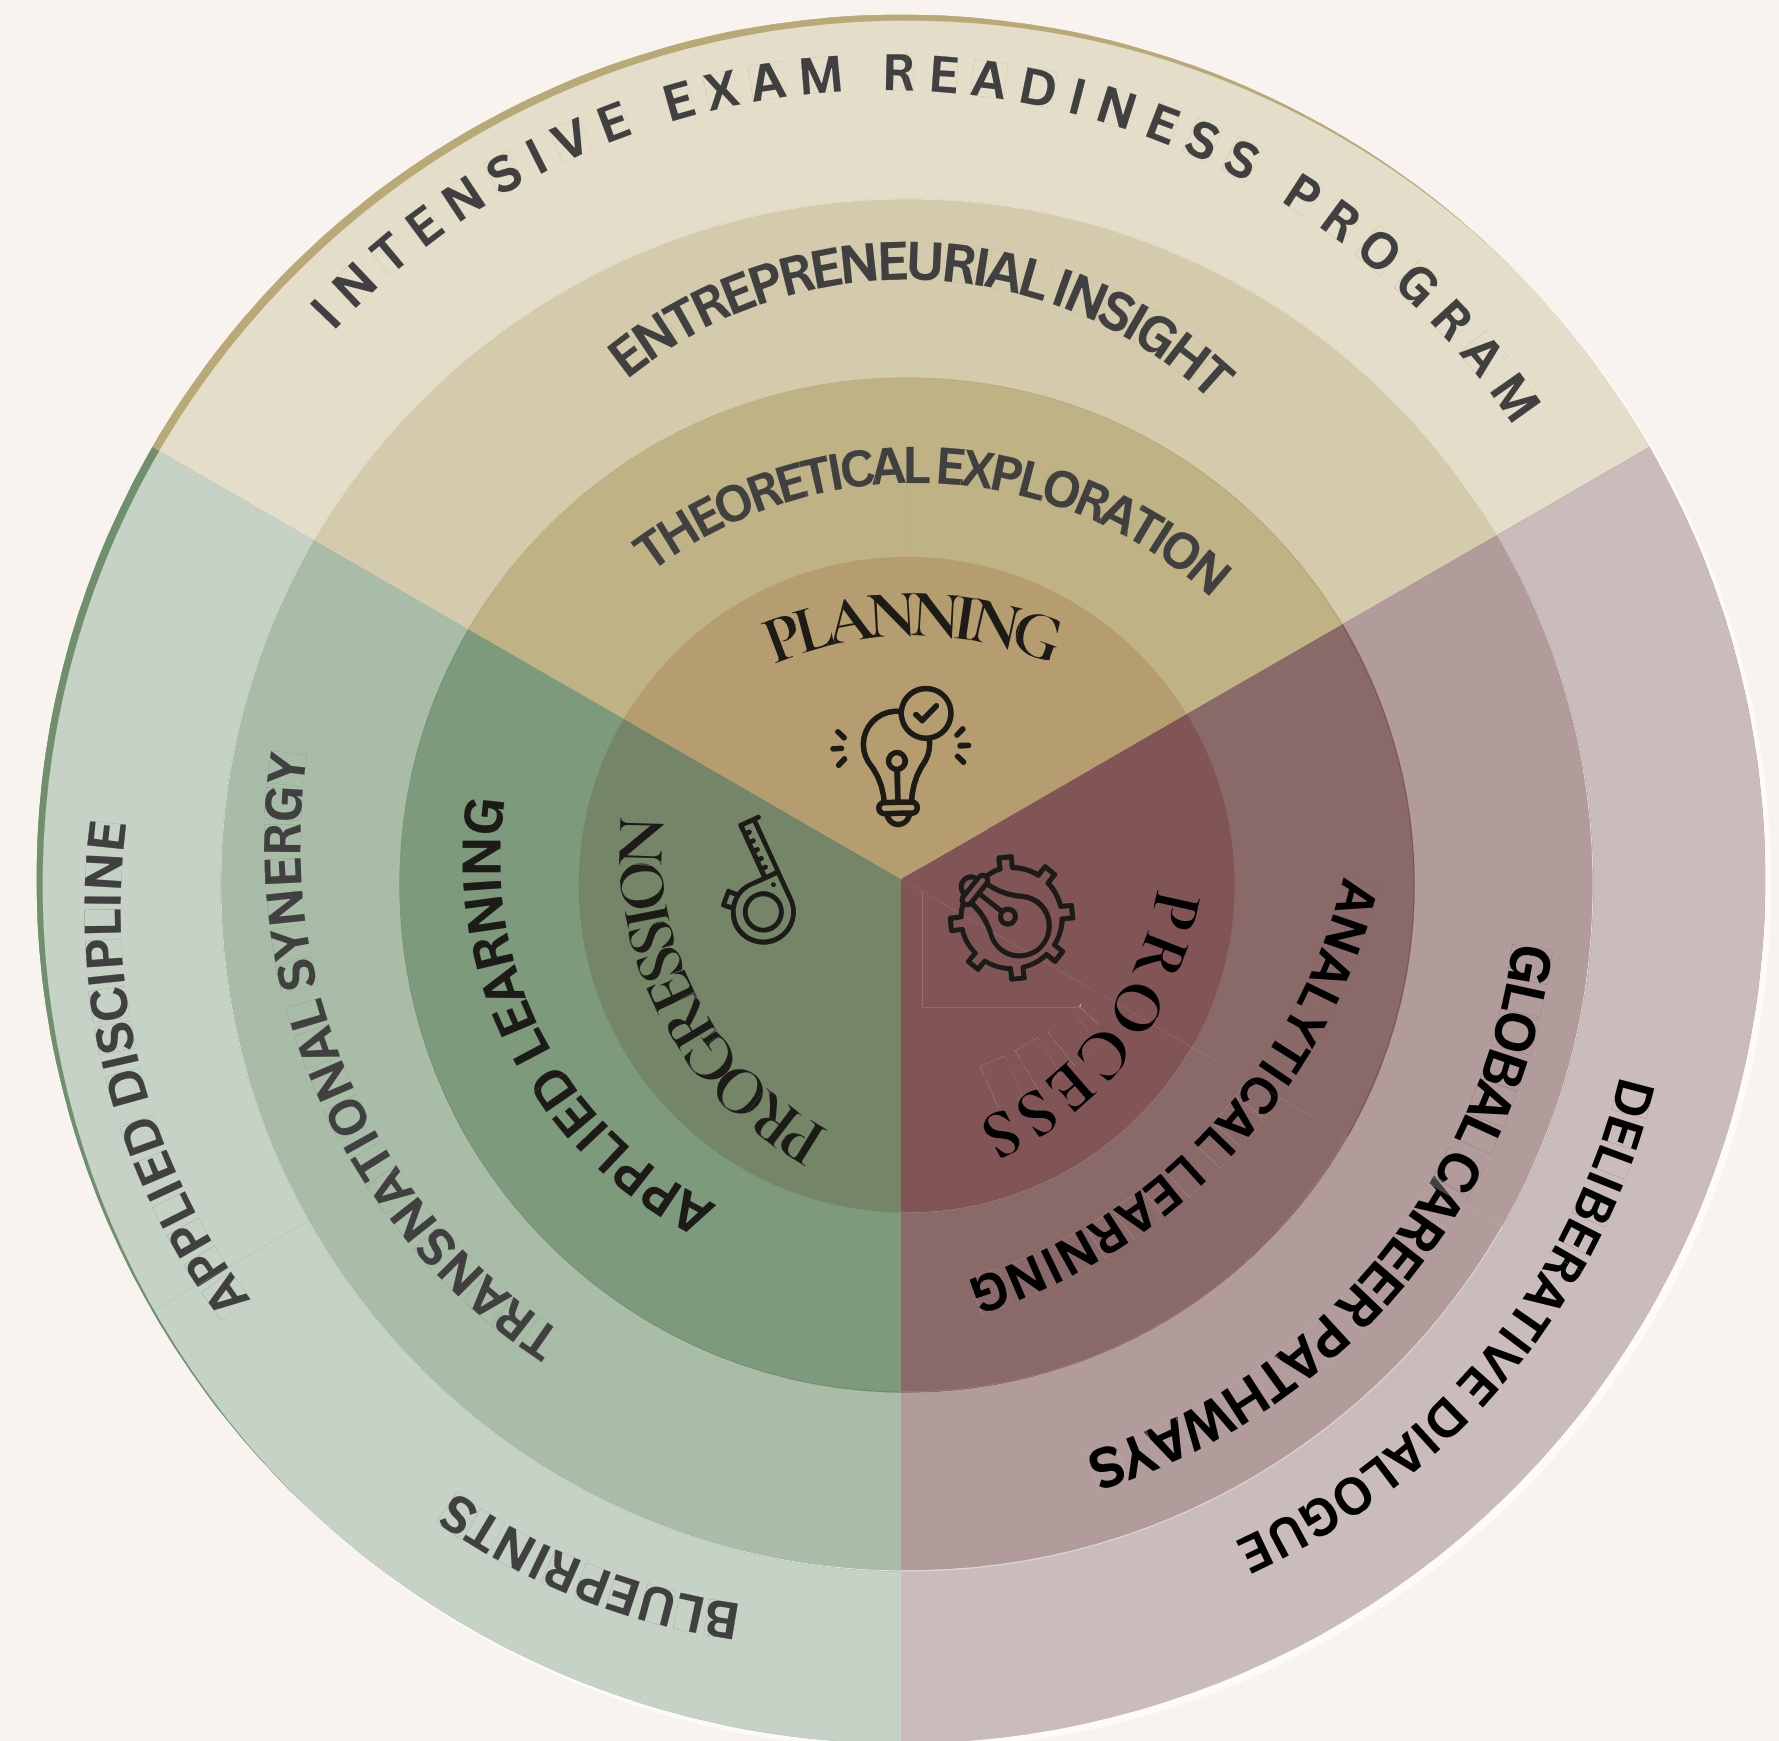 INTENSIVE EXAM READINESS PROGRAM
ENTREPRENEURIAL INSIGHT
THEORETICAL EXPLORATION
PLANNING
PROCESS
ANALYTICAL LEARNING
GLOBAL CAREER PATHWAYS
DELIBERATIVE DIALOGUE
PROGRESSION
APPLIED LEARNING
TRANSNATIONAL SYNERGY
BLUEPRINTS
APPLIED DISCIPLINE